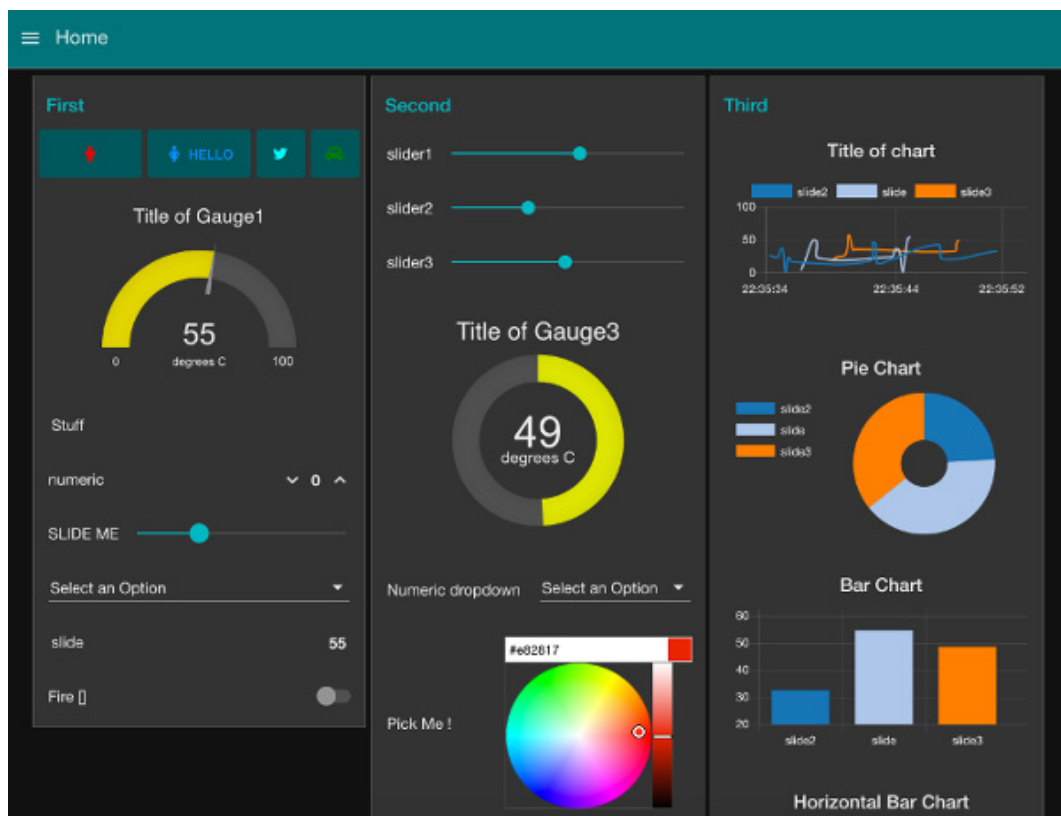 Home
First
HELLO
Title of Gauge1
55
degrees C
0
100
Stuff
numeric
0
SLIDE ME
Select an Option
slide
55
Fire []
Second
slider1
slider2
slider3
Title of Gauge3
49
degrees C
Numeric dropdown Select an Option
#e82817
Pick Me !
Third
Title of chart
slide2 slide slide3
100
50
0
22:35:34 22:35:44 22:35:52
Pie Chart
slide2
slide
slide3
Bar Chart
60
50
40
30
20
slide2 slide slide3
Horizontal Bar Chart